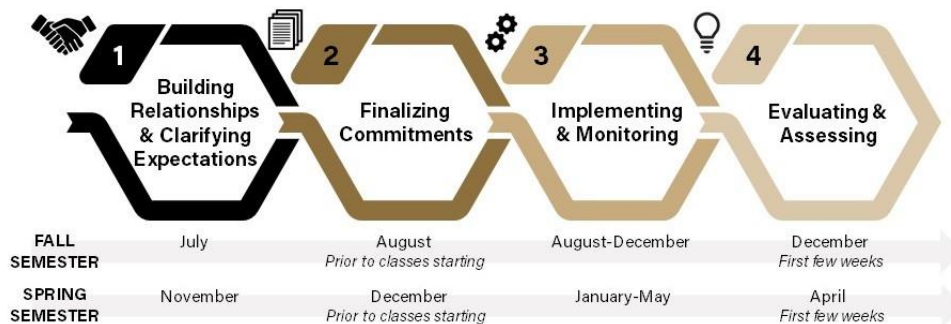 1
2
3
4
Building
Relationships
& Clarifying
Expectations
Finalizing
Commitments
Implementing
& Monitoring
Evaluating &
Assessing
FALL
SEMESTER
July
August
Prior to classes starting
August-December
December
First few weeks
SPRING
SEMESTER
November
December
Prior to classes starting
January-May
April
First few weeks